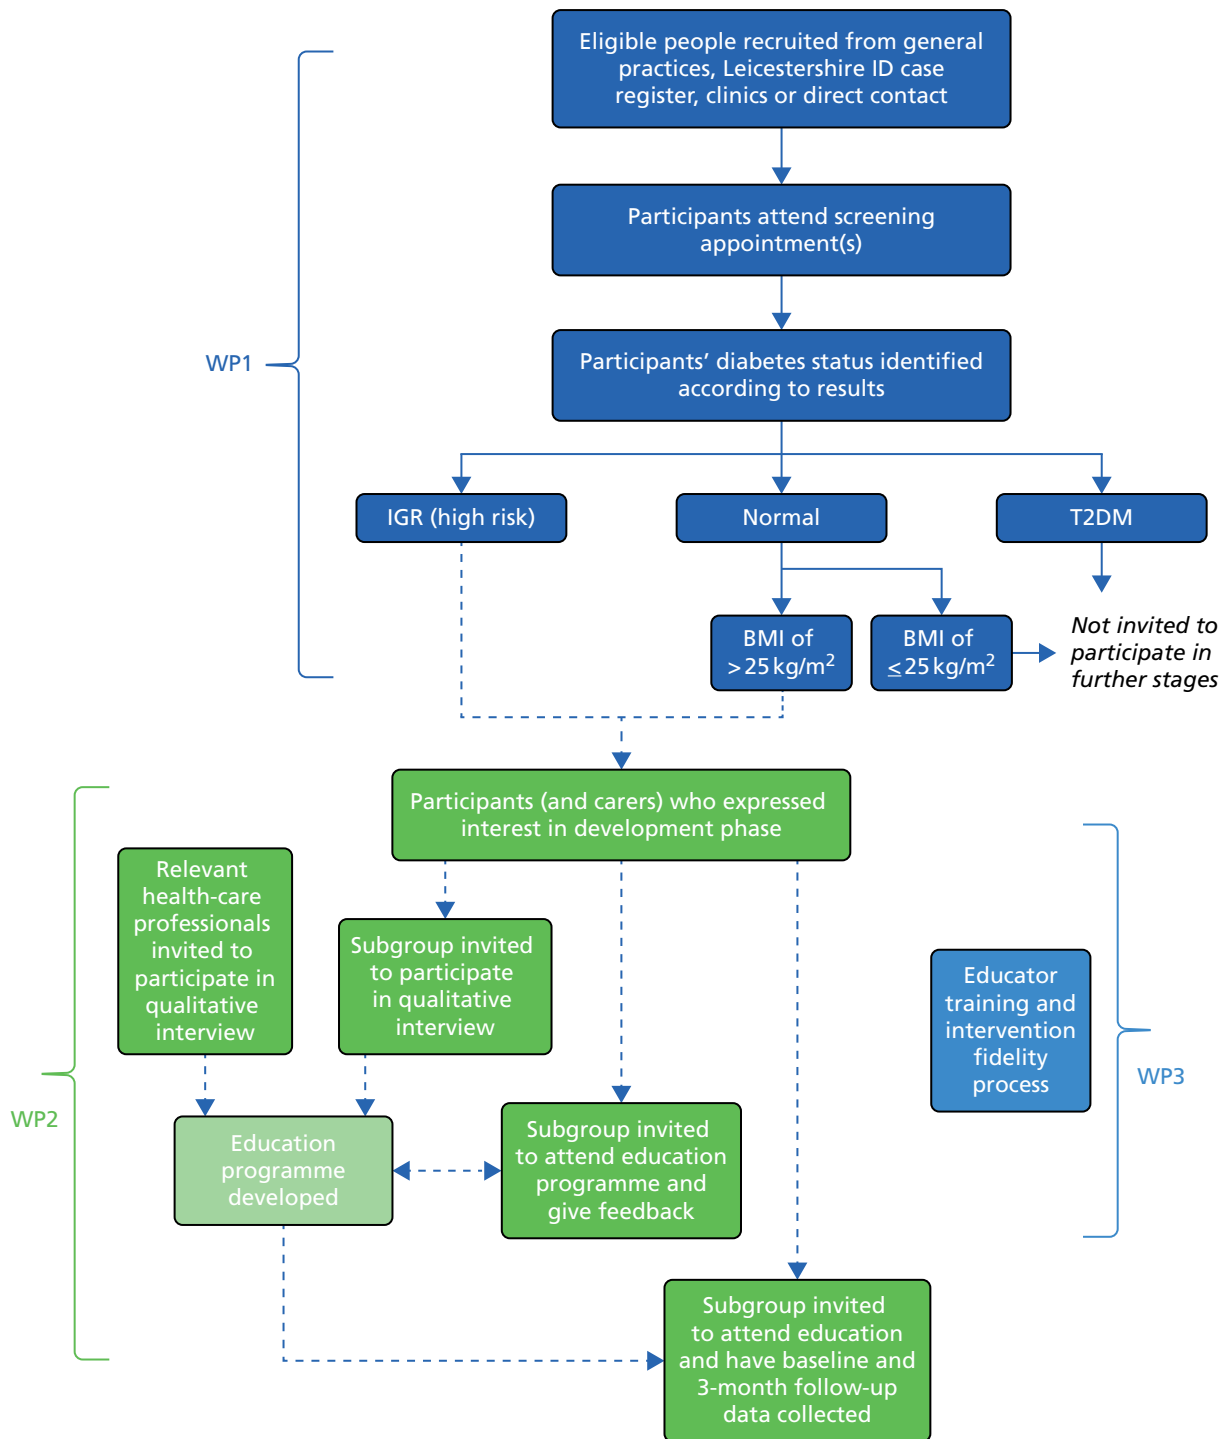 Eligible people recruited from general
practices, Leicestershire ID case
register, clinics or direct contact
Participants attend screening
appointment(s)
WP1
Participants’ diabetes status identified
according to results
IGR (high risk)
Normal
T2DM
BMI of
> 25 kg/m²
BMI of
≤ 25 kg/m²
Not invited to
participate in
further stages
Participants (and carers) who expressed
interest in development phase
Relevant
health-care
professionals
invited to
participate in
qualitative
interview
Subgroup invited
to participate
in qualitative
interview
Educator
training and
intervention
fidelity
process
WP3
WP2
Education
programme
developed
Subgroup invited
to attend education
programme and
give feedback
Subgroup invited
to attend education
and have baseline and
3-month follow-up
data collected